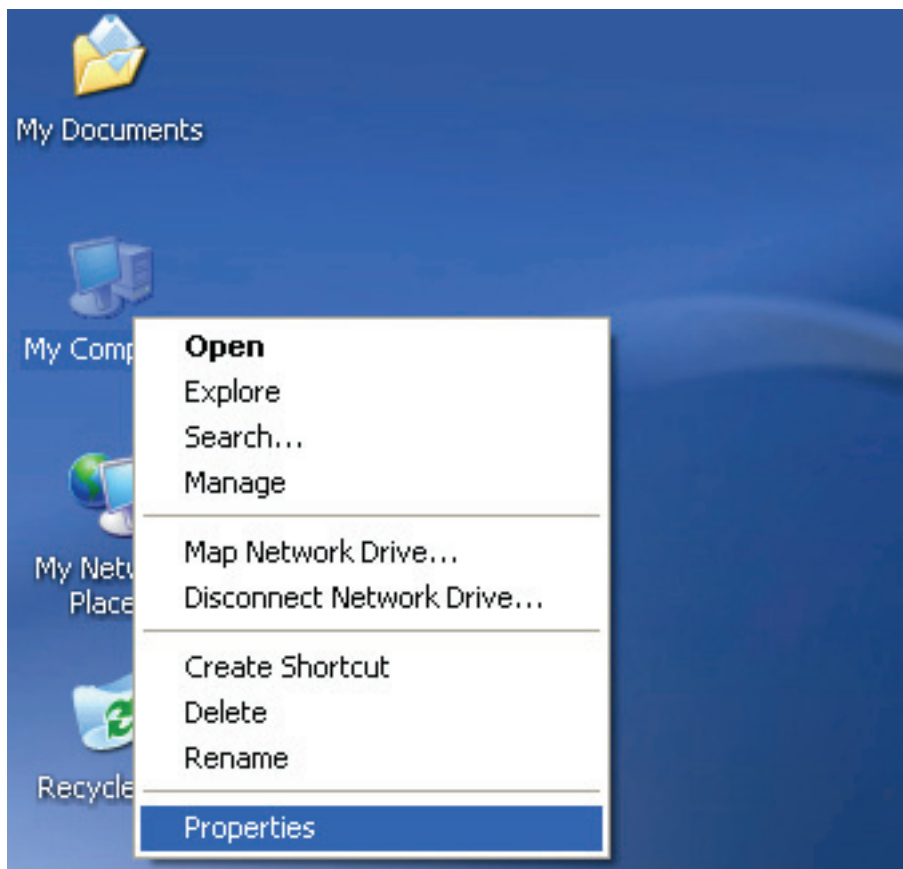 My Documents
My Comp
Open
Explore
Search...
Manage
Map Network Drive...
My Netw
Disconnect Network Drive...
Place
Create Shortcut
Delete
Rename
Recycle
Properties